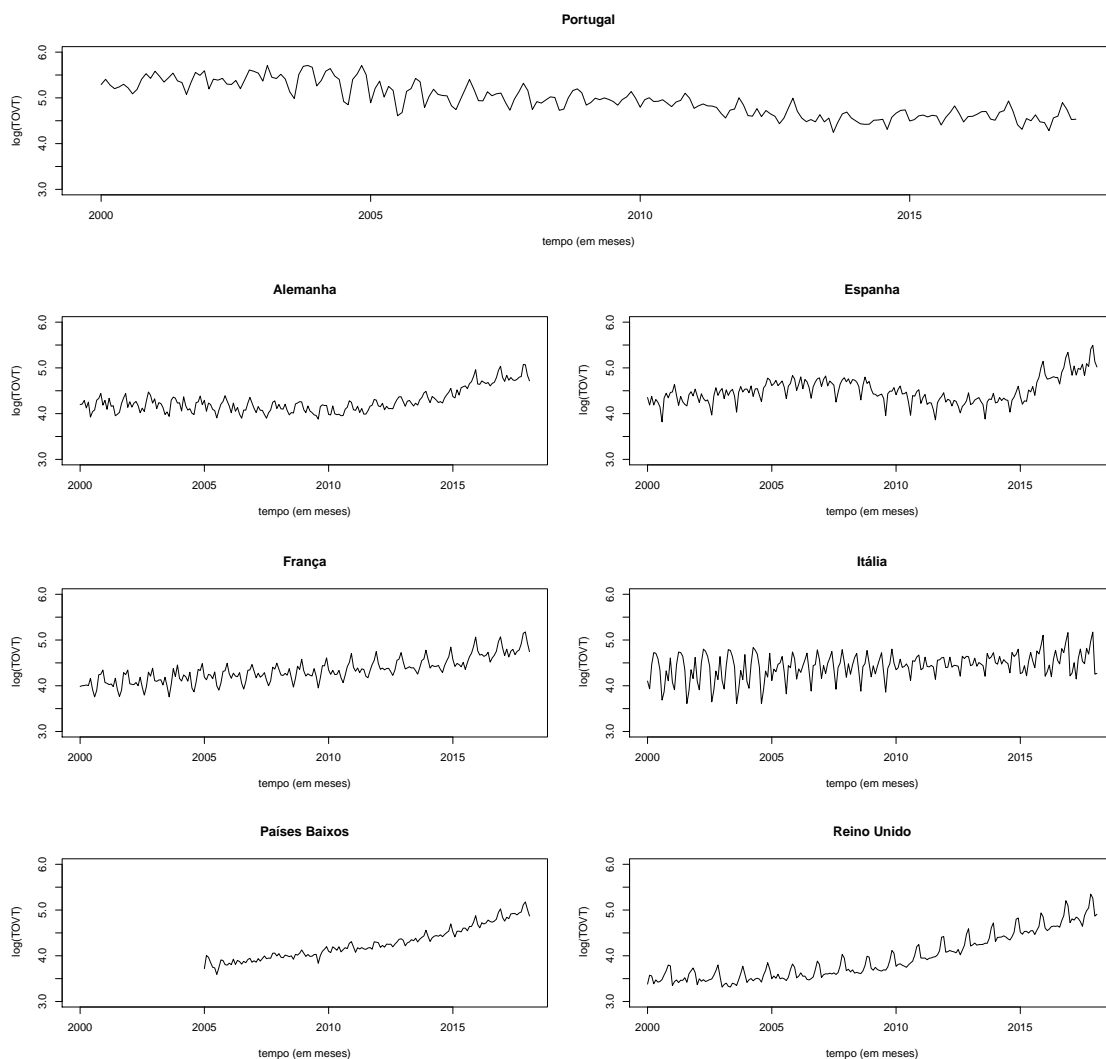 Portugal
6.0
5.0
4.0
3.0
log(TOVT)
2000 2005 2010 2015
tempo (em meses)
Alemanha
6.0
5.0
4.0
3.0
log(TOVT)
2000 2005 2010 2015
tempo (em meses)
Espanha
6.0
5.0
4.0
3.0
log(TOVT)
2000 2005 2010 2015
tempo (em meses)
França
6.0
5.0
4.0
3.0
log(TOVT)
2000 2005 2010 2015
tempo (em meses)
Itália
6.0
5.0
4.0
3.0
log(TOVT)
2000 2005 2010 2015
tempo (em meses)
Países Baixos
6.0
5.0
4.0
3.0
log(TOVT)
2000 2005 2010 2015
tempo (em meses)
Reino Unido
6.0
5.0
4.0
3.0
log(TOVT)
2000 2005 2010 2015
tempo (em meses)